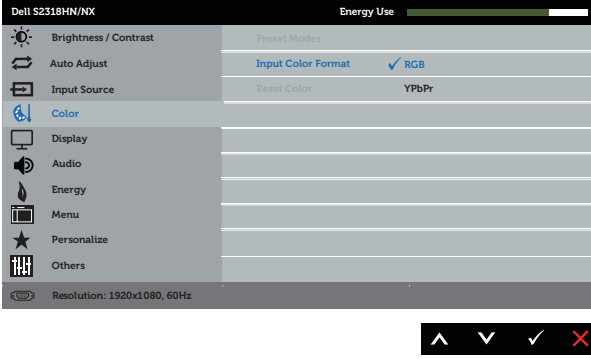 Dell S2318HN/NX Energy Use
Brightness / Contrast Preset Modes
Auto Adjust Input Color Format RGB
Input Source Reset Color YPbPr
Color
Display
Audio
Energy
Menu
Personalize
Others
Resolution: 1920x1080, 60Hz